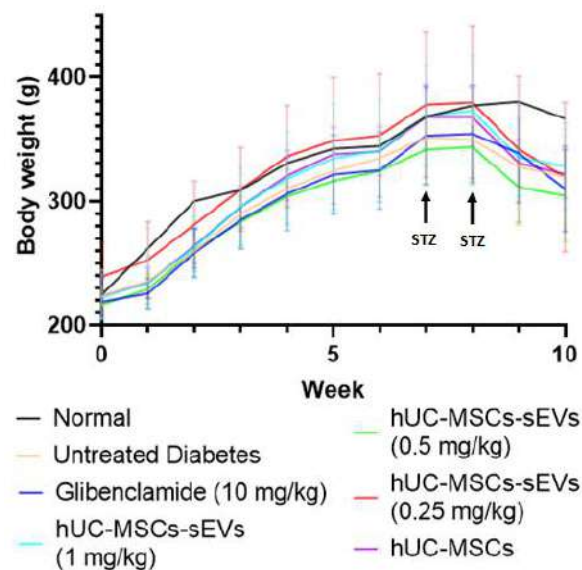 Body weight (g)
400
300
200
STZ
STZ
0
5
10
Week
Normal
Untreated Diabetes
Glibenclamide (10 mg/kg)
hUC-MSCs-sEVs
(1 mg/kg)
hUC-MSCs-sEVs
(0.5 mg/kg)
hUC-MSCs-sEVs
(0.25 mg/kg)
hUC-MSCs